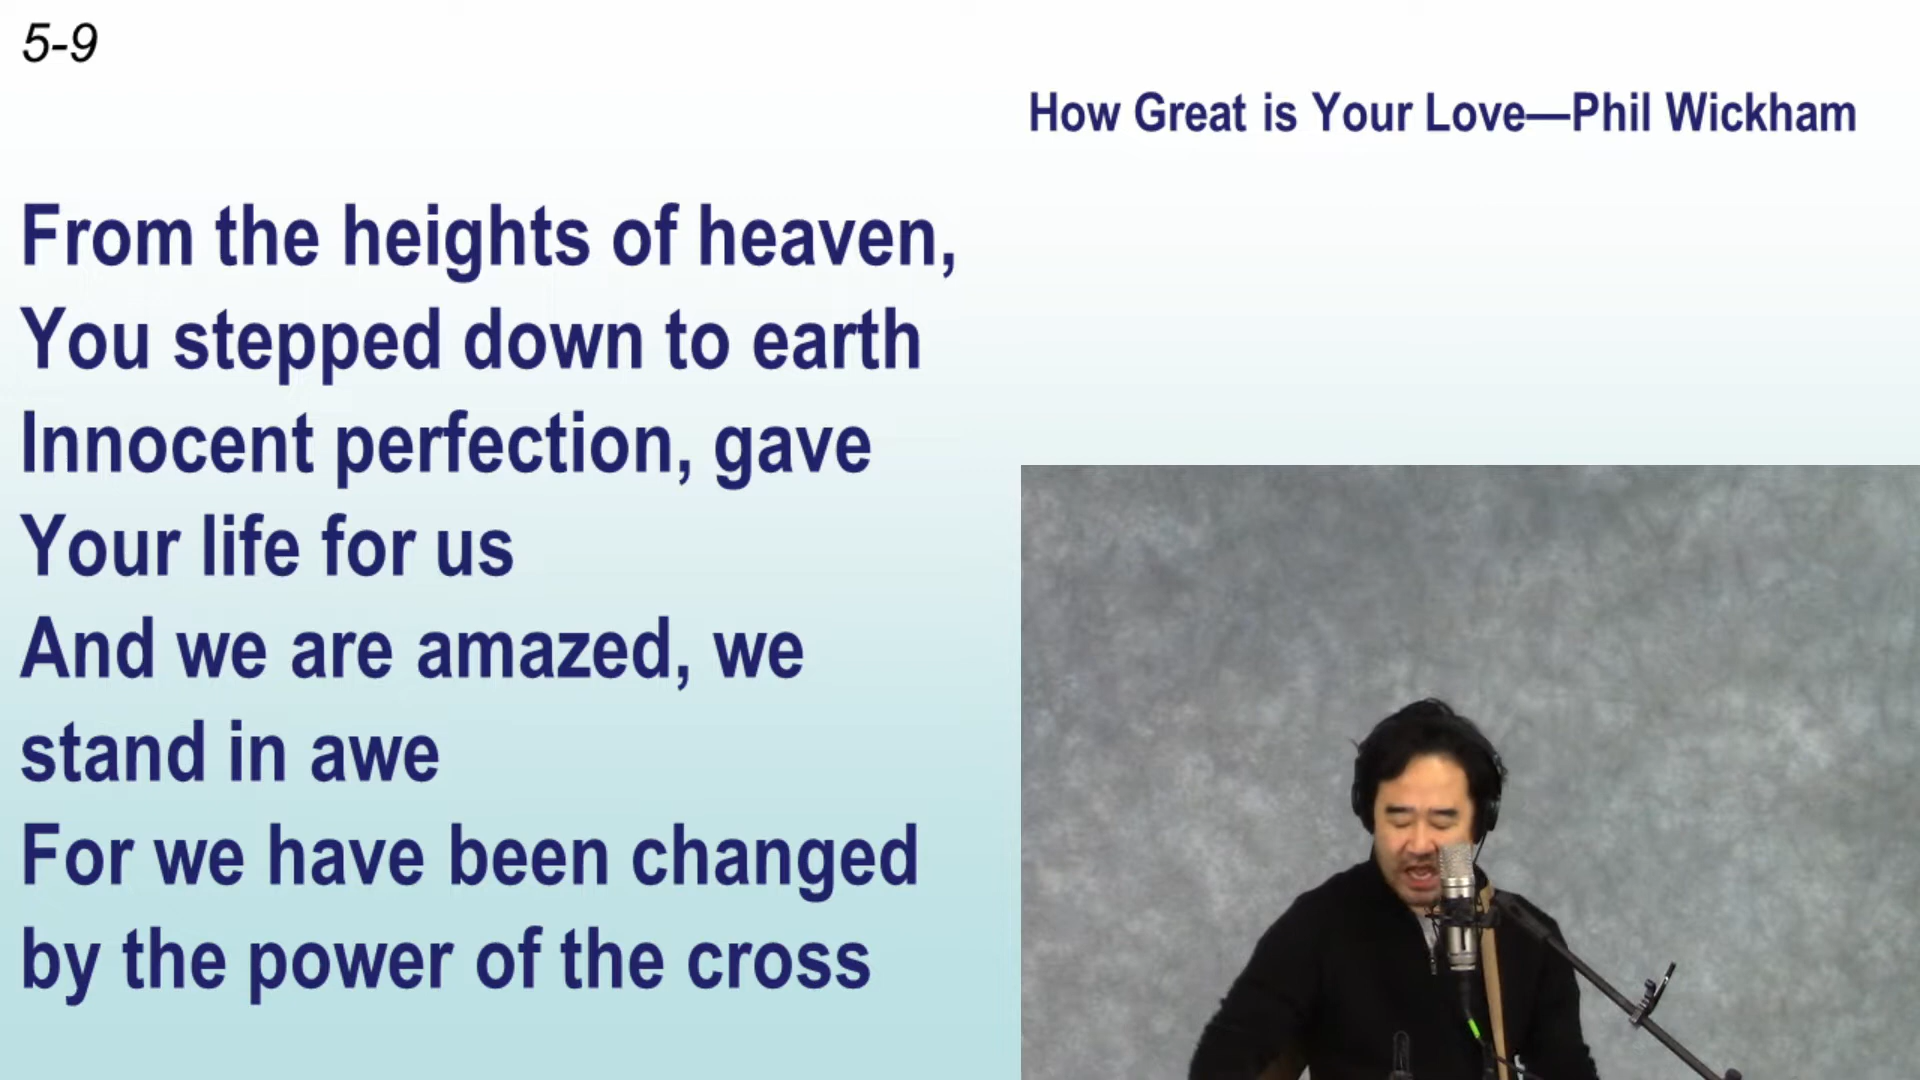 5-9
How Great is Your Love—Phil Wickham
From the heights of heaven,
You stepped down to earth
Innocent perfection, gave
Your life for us
And we are amazed, we
stand in awe
For we have been changed
by the power of the cross